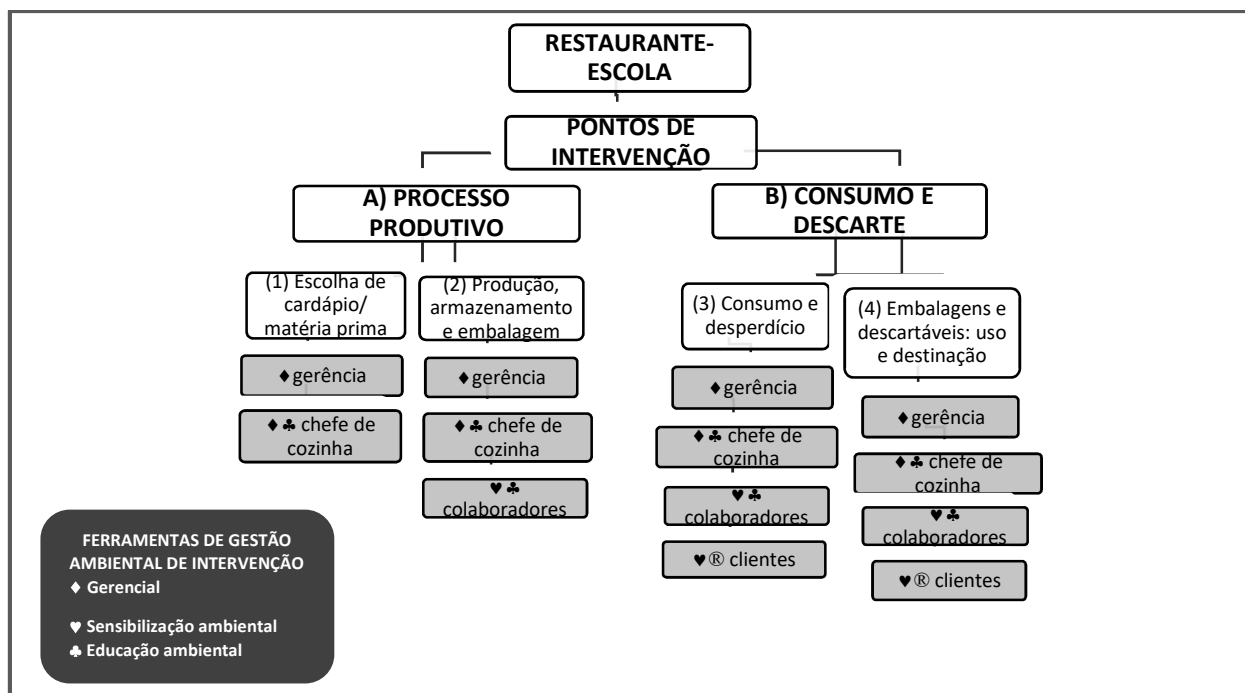 RESTAURANTE-
ESCOLA
PONTOS DE
INTERVENÇÃO
A) PROCESSO
PRODUTIVO
B) CONSUMO E
DESCARTE
(1) Escolha de
cardápio/
matéria prima
♦gerência
♦ ♣ chefe de
cozinha
(2) Produção,
armazenamento
e embalagem
♦gerência
♦ ♣ chefe de
cozinha
♥ ♣
colaboradores
(3) Consumo e
desperdício
♦gerência
♦ ♣ chefe de
cozinha
♥ ♣
colaboradores
♥® clientes
(4) Embalagens e
descartáveis: uso
e destinação
♦gerência
♦ ♣ chefe de
cozinha
♥ ♣
colaboradores
♥® clientes
FERRAMENTAS DE GESTÃO
AMBIENTAL DE INTERVENÇÃO
♦ Gerencial
♥ Sensibilização ambiental
♣ Educação ambiental